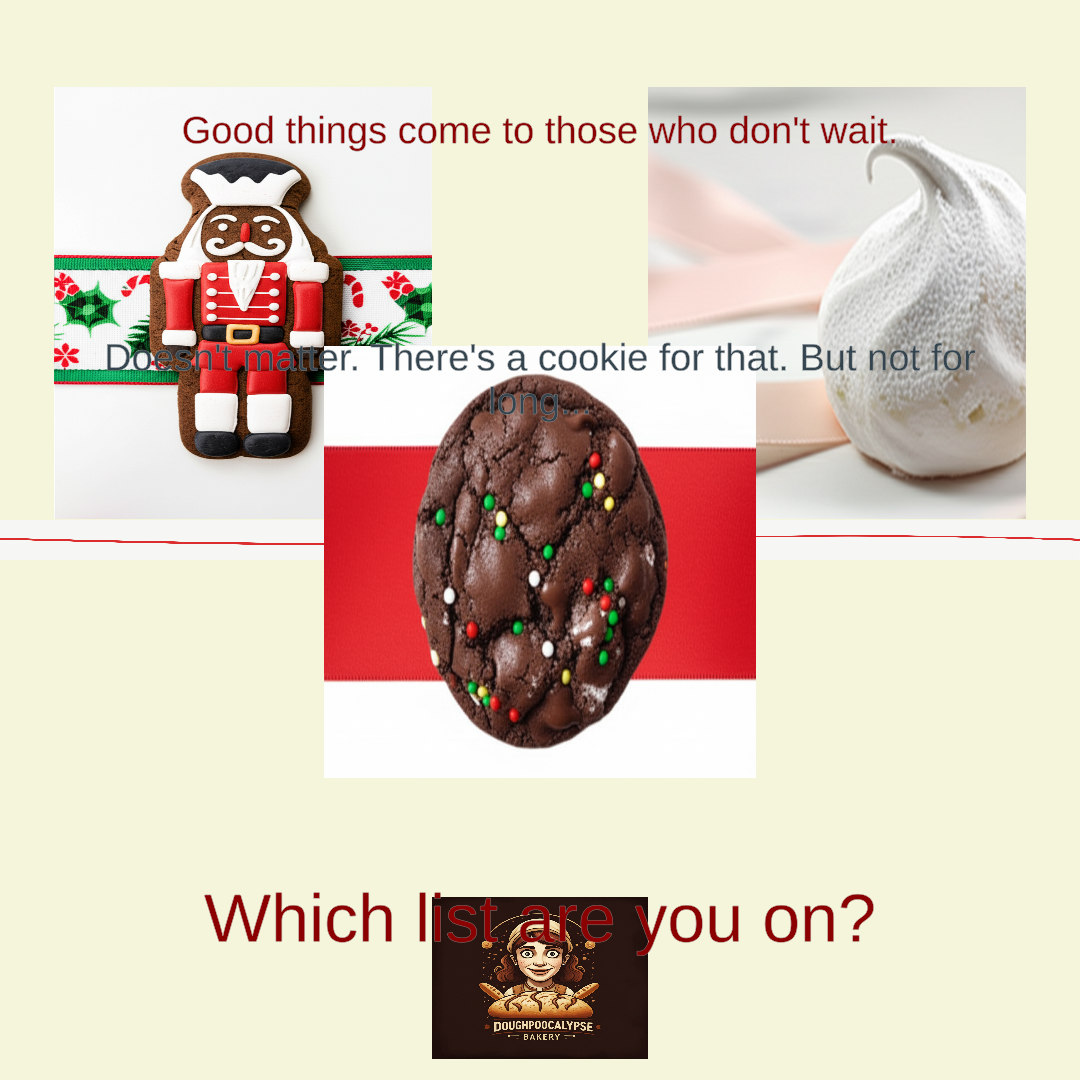 Good things come to those who don't wait.
Doesn't matter. There's a cookie for that. But not for
long...
Which list are you on?
DOUGHPOOCALYPSE
BAKERY